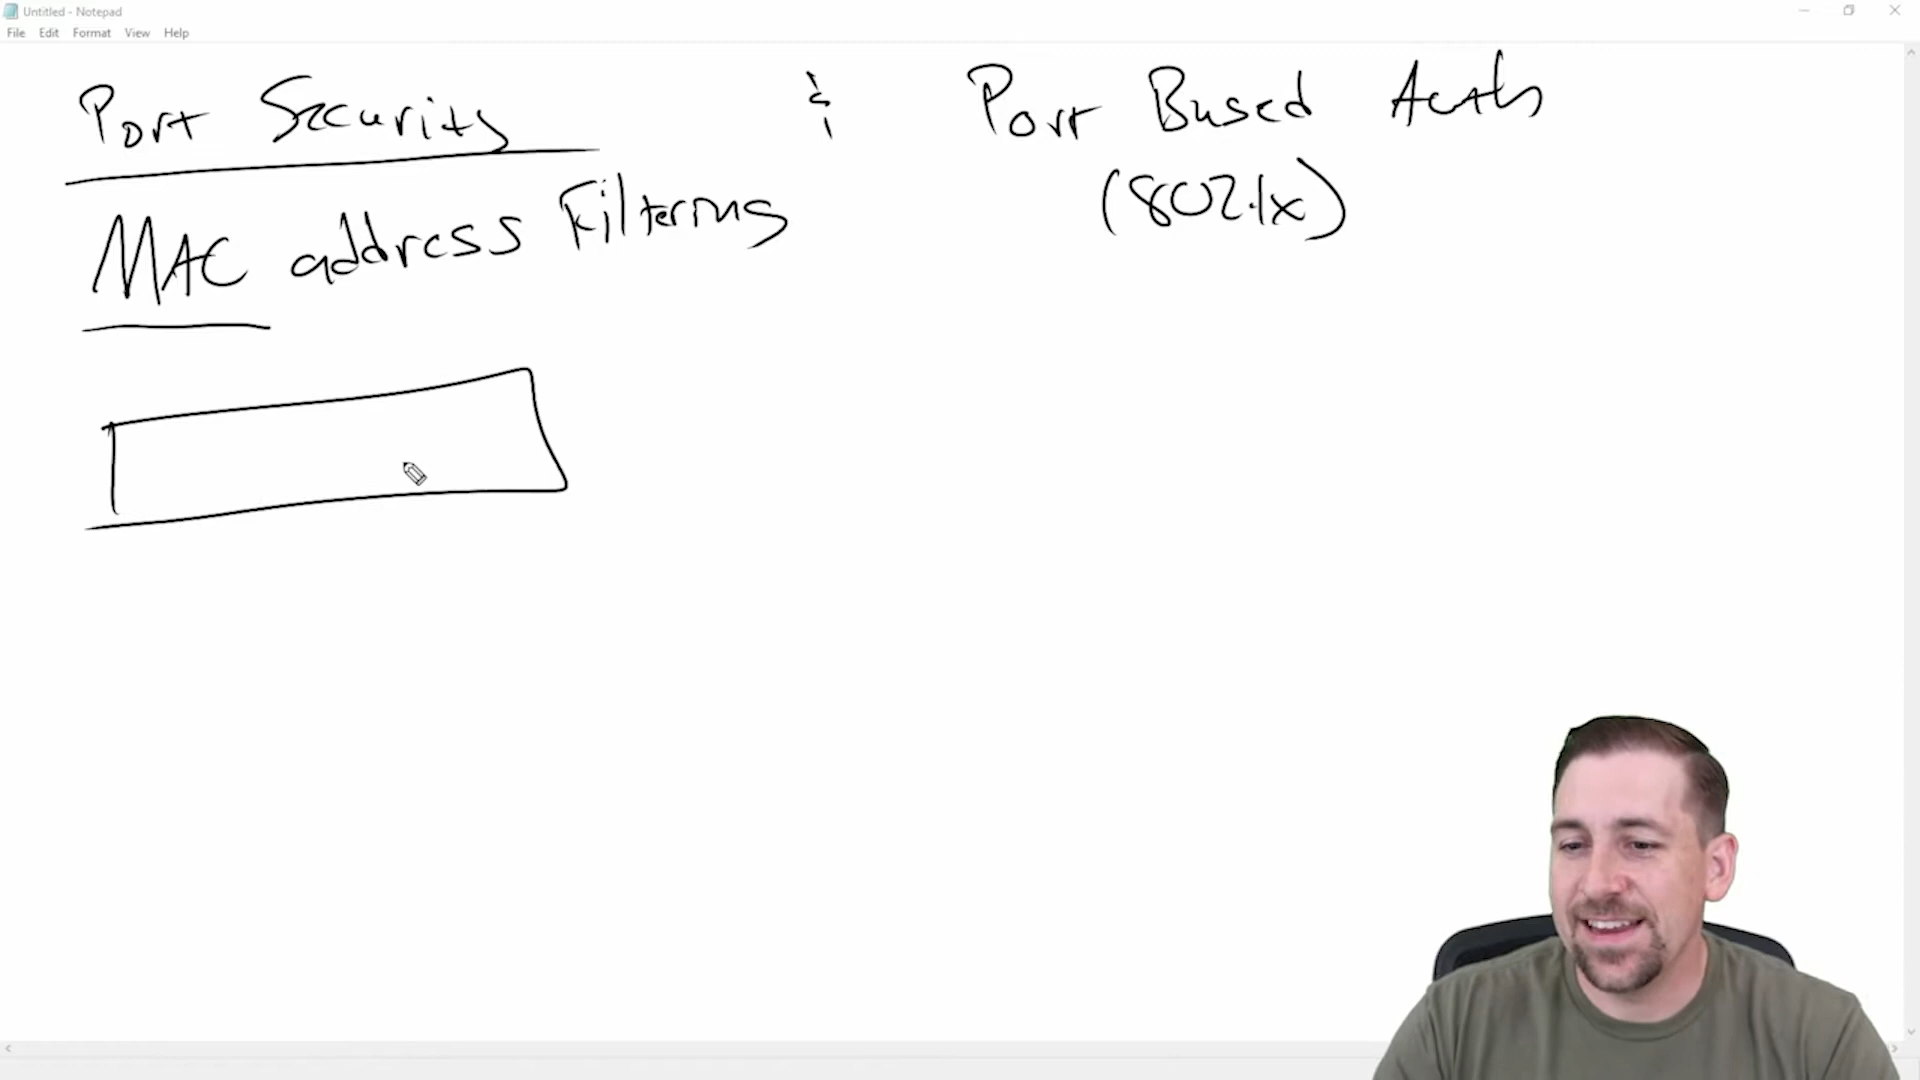 Untitled - Notepad
File Edit Format View Help
Port Security & Port Based Auth
MAC address Filtering (802.1x)